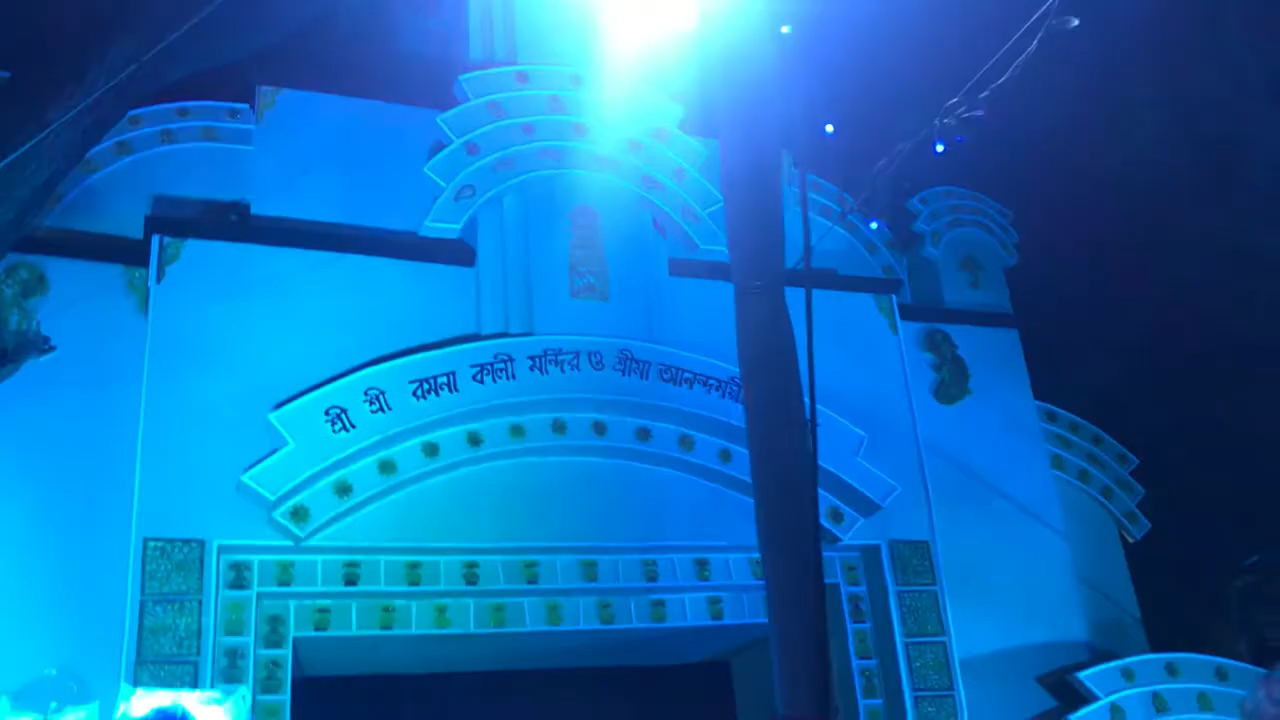 শ্রী শ্রী রমনা কালী মন্দির ও শ্রীমা আনন্দময়ী